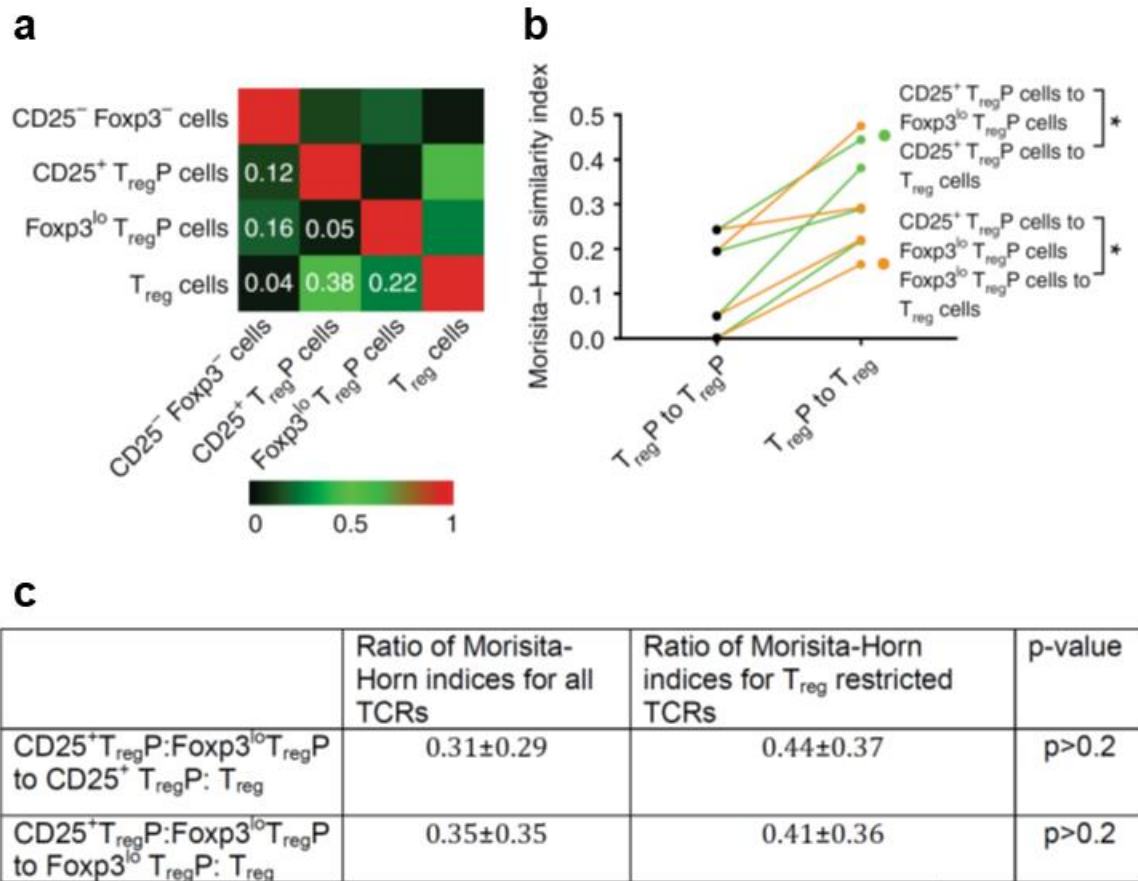 a
CD25⁻ Foxp3⁻ cells
CD25⁺ TregP cells
Foxp3ˡᵒ TregP cells
Treg cells
0.12
0.16 0.05
0.04 0.38 0.22
CD25⁻ Foxp3⁻ cells
CD25⁺ TregP cells
Foxp3ˡᵒ TregP cells
Treg cells
0 0.5 1
b
Morisita–Horn similarity index
0.5
0.4
0.3
0.2
0.1
0.0
TregP to TregP
TregP to Treg
CD25⁺ TregP cells to
Foxp3ˡᵒ TregP cells
CD25⁺ TregP cells to
Treg cells
*
CD25⁺ TregP cells to
Foxp3ˡᵒ TregP cells
Foxp3ˡᵒ TregP cells to
Treg cells
*
c
Ratio of Morisita-
Horn indices for all
TCRs
Ratio of Morisita-Horn
indices for Treg restricted
TCRs
p-value
CD25⁺TregP:Foxp3ˡᵒTregP
to CD25⁺ TregP: Treg
0.31±0.29
0.44±0.37
p>0.2
CD25⁺TregP:Foxp3ˡᵒTregP
to Foxp3ˡᵒ TregP: Treg
0.35±0.35
0.41±0.36
p>0.2